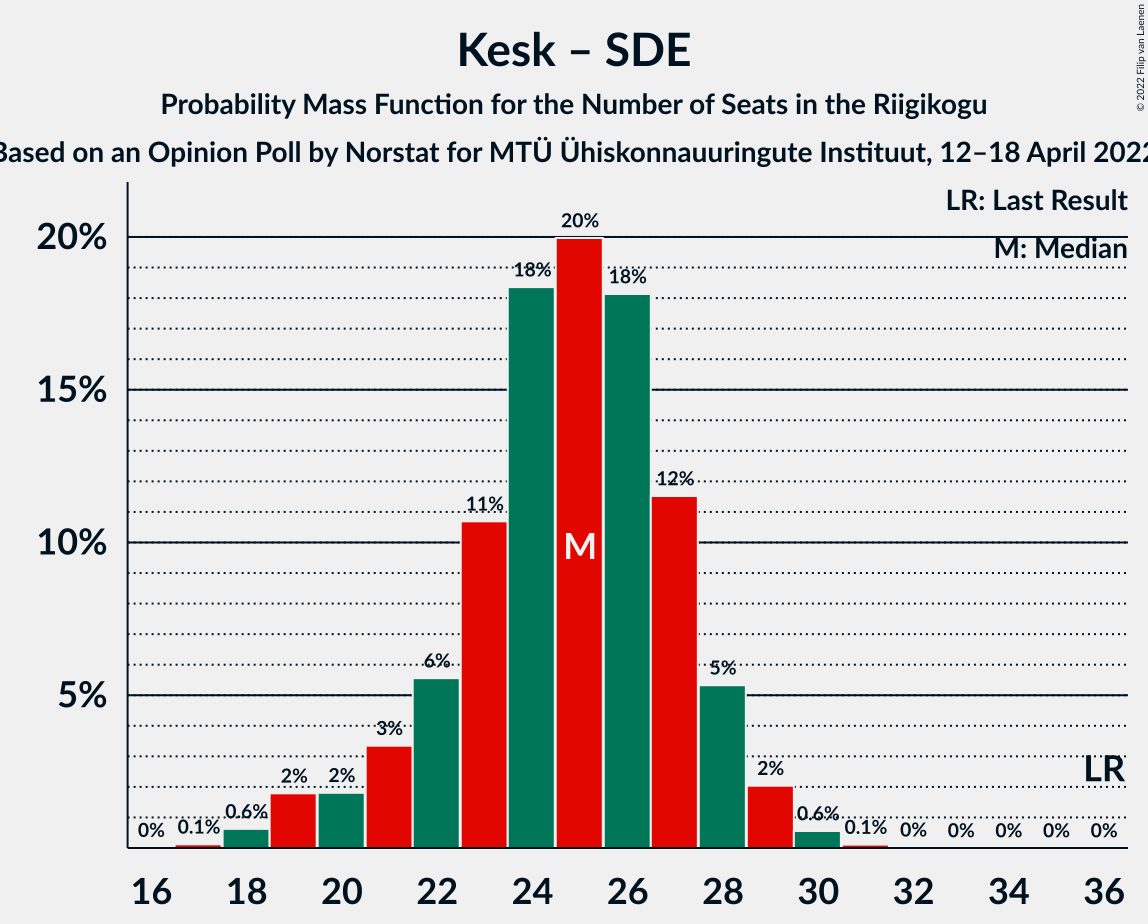 Kesk – SDE
Probability Mass Function for the Number of Seats in the Riigikogu
Based on an Opinion Poll by Norstat for MTÜ Ühiskonnauuringute Instituut, 12–18 April 2022
© 2022 Filip van Laenen
LR: Last Result
M: Median
20%
15%
10%
5%
0% 0.1% 0.6% 2% 2% 3% 6% 11% 18% 20% 18% 12% 5% 2% 0.6% 0.1% 0% 0% 0% 0% 0%
M
LR
16 18 20 22 24 26 28 30 32 34 36